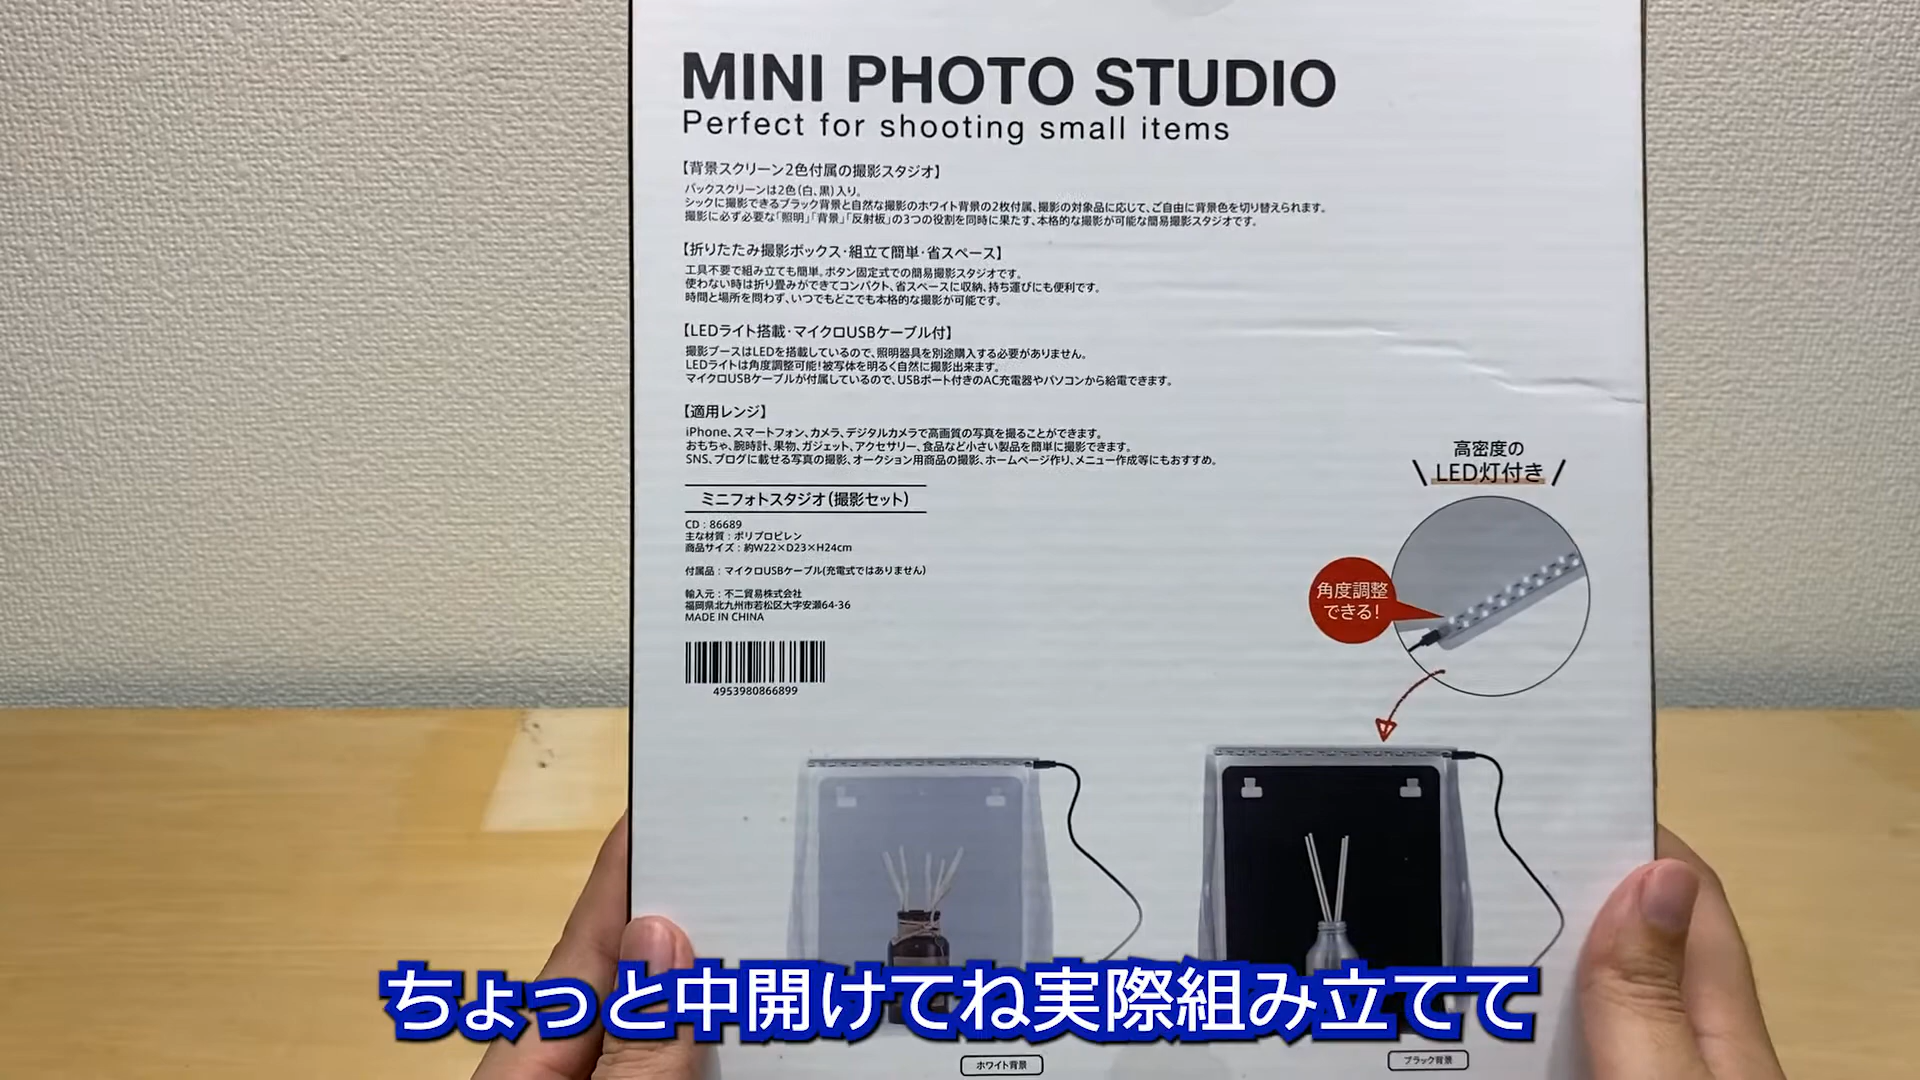 MINI PHOTO STUDIO
Perfect for shooting small items
【背景スクリーン2色付属の撮影スタジオ】
バックスクリーンは2色(白、黒)入り。
シックに撮影できるブラック背景と自然な撮影のホワイト背景の2枚付属、撮影の対象品に応じて、ご自由に背景色を切り替えられます。
撮影に必ず必要な「照明」「背景」「反射板」の3つの役割を同時に果たす、本格的な撮影が可能な簡易撮影スタジオです。
【折りたたみ撮影ボックス・組立て簡単・省スペース】
工具不要で組み立ても簡単。ボタン固定式での簡易撮影スタジオです。
使わない時は折り畳みができてコンパクト、省スペースに収納、持ち運びにも便利です。
時間と場所を問わず、いつでもどこでも本格的な撮影が可能です。
【LEDライト搭載・マイクロUSBケーブル付】
撮影ブースはLEDを搭載しているので、照明器具を別途購入する必要がありません。
LEDライトは角度調整可能!被写体を明るく自然に撮影出来ます。
マイクロUSBケーブルが付属しているので、USBポート付きのAC充電器やパソコンから給電できます。
【適用レンジ】
iPhone、スマートフォン、カメラ、デジタルカメラで高画質の写真を撮ることができます。
おもちゃ、腕時計、果物、ガジェット、アクセサリー、食品など小さい製品を簡単に撮影できます。
SNS、ブログに載せる写真の撮影、オークション用商品の撮影、ホームページ作り、メニュー作成等にもおすすめ。
高密度の
LED灯付き
角度調整
できる!
ミニフォトスタジオ(撮影セット)
CD:86689
主な材質:ポリプロピレン
商品サイズ:約W22×D23×H24cm
付属品:マイクロUSBケーブル(充電式ではありません)
輸入元:不二貿易株式会社
福岡県北九州市若松区大字安瀬64-36
MADE IN CHINA
4953980866899
ちょっと中開けてね実際組み立てて
ホワイト背景
ブラック背景